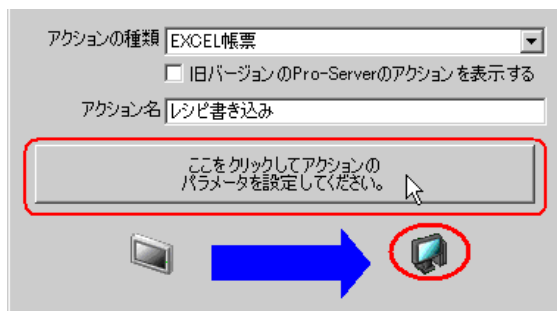 アクションの種類 EXCEL帳票
旧バージョンのPro-Serverのアクションを表示する
アクション名 レシピ書き込み
ここをクリックしてアクションの
パラメータを設定してください。